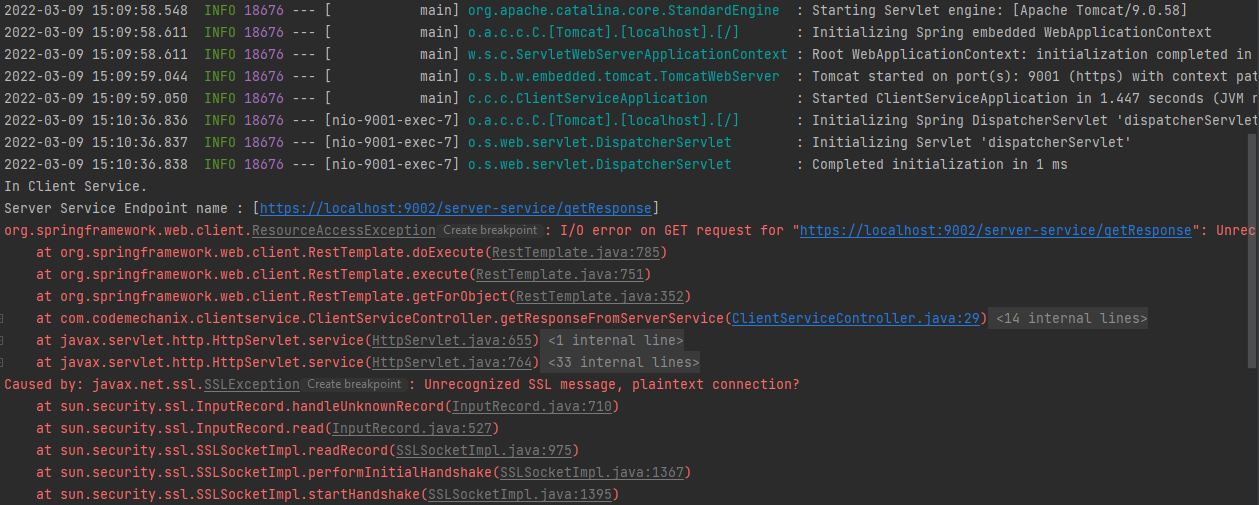 2022-03-09 15:09:58.548  INFO 18676 --- [           main] org.apache.catalina.core.StandardEngine  : Starting Servlet engine: [Apache Tomcat/9.0.58]
2022-03-09 15:09:58.611  INFO 18676 --- [           main] o.a.c.c.C.[Tomcat].[localhost].[/]       : Initializing Spring embedded WebApplicationContext
2022-03-09 15:09:58.611  INFO 18676 --- [           main] w.s.c.ServletWebServerApplicationContext : Root WebApplicationContext: initialization completed in
2022-03-09 15:09:59.044  INFO 18676 --- [           main] o.s.b.w.embedded.tomcat.TomcatWebServer  : Tomcat started on port(s): 9001 (https) with context pat
2022-03-09 15:09:59.050  INFO 18676 --- [           main] c.c.c.ClientServiceApplication           : Started ClientServiceApplication in 1.447 seconds (JVM r
2022-03-09 15:10:36.836  INFO 18676 --- [nio-9001-exec-7] o.a.c.c.C.[Tomcat].[localhost].[/]       : Initializing Spring DispatcherServlet 'dispatcherServlet
2022-03-09 15:10:36.837  INFO 18676 --- [nio-9001-exec-7] o.s.web.servlet.DispatcherServlet        : Initializing Servlet 'dispatcherServlet'
2022-03-09 15:10:36.838  INFO 18676 --- [nio-9001-exec-7] o.s.web.servlet.DispatcherServlet        : Completed initialization in 1 ms
In Client Service.
Server Service Endpoint name : [https://localhost:9002/server-service/getResponse]
org.springframework.web.client.ResourceAccessException Create breakpoint : I/O error on GET request for "https://localhost:9002/server-service/getResponse": Unrec
    at org.springframework.web.client.RestTemplate.doExecute(RestTemplate.java:785)
    at org.springframework.web.client.RestTemplate.execute(RestTemplate.java:751)
    at org.springframework.web.client.RestTemplate.getForObject(RestTemplate.java:352)
    at com.codemechanix.clientservice.ClientServiceController.getResponseFromServerService(ClientServiceController.java:29) <14 internal lines>
    at javax.servlet.http.HttpServlet.service(HttpServlet.java:655) <1 internal line>
    at javax.servlet.http.HttpServlet.service(HttpServlet.java:764) <33 internal lines>
Caused by: javax.net.ssl.SSLException Create breakpoint : Unrecognized SSL message, plaintext connection?
    at sun.security.ssl.InputRecord.handleUnknownRecord(InputRecord.java:710)
    at sun.security.ssl.InputRecord.read(InputRecord.java:527)
    at sun.security.ssl.SSLSocketImpl.readRecord(SSLSocketImpl.java:975)
    at sun.security.ssl.SSLSocketImpl.performInitialHandshake(SSLSocketImpl.java:1367)
    at sun.security.ssl.SSLSocketImpl.startHandshake(SSLSocketImpl.java:1395)